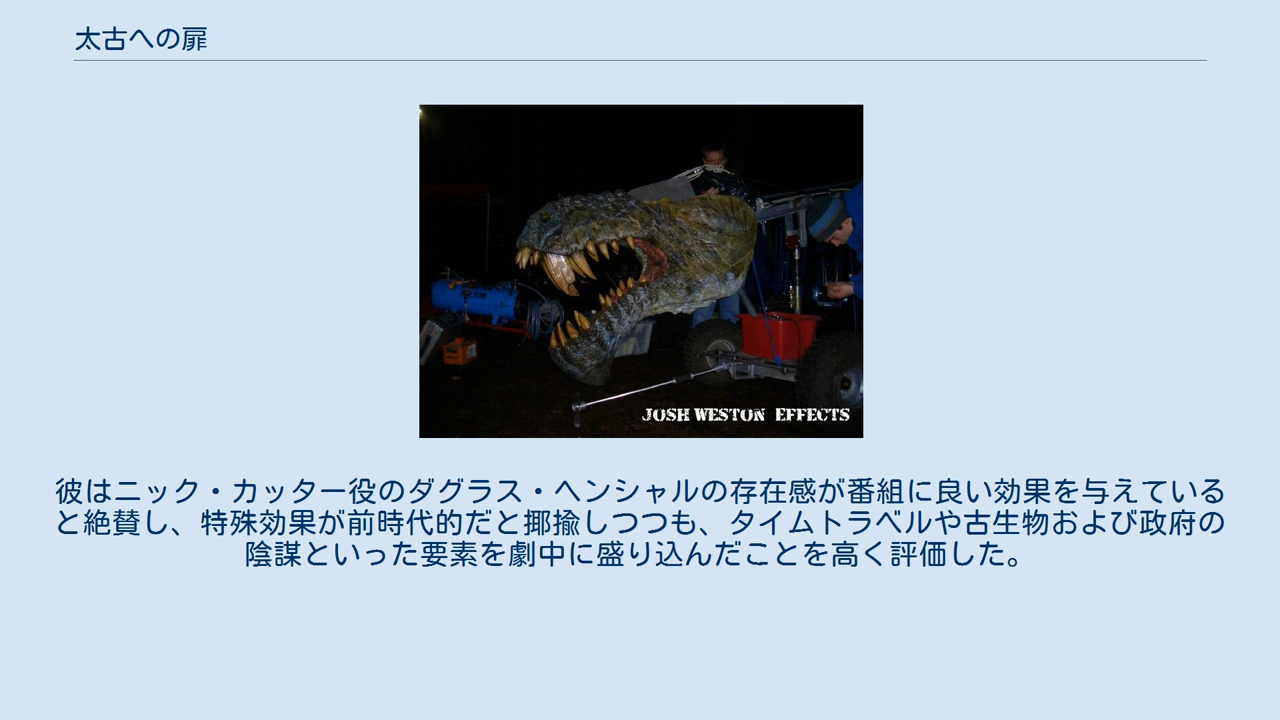 太古への扉
JOSH WESTON EFFECTS
彼はニック・カッター役のダグラス・ヘンシャルの存在感が番組に良い効果を与えている
と絶賛し、特殊効果が前時代的だと揶揄しつつも、タイムトラベルや古生物および政府の
陰謀といった要素を劇中に盛り込んだことを高く評価した。